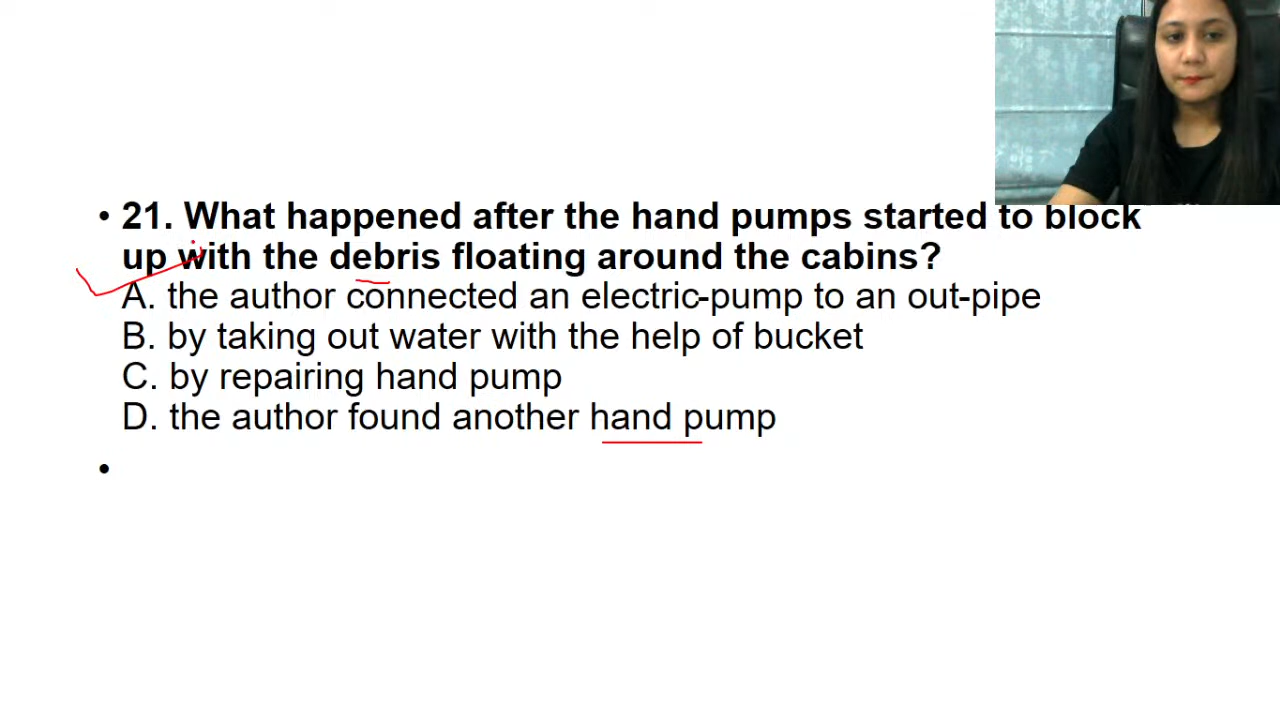 • 21. What happened after the hand pumps started to block
up with the debris floating around the cabins?
A. the author connected an electric-pump to an out-pipe
B. by taking out water with the help of bucket
C. by repairing hand pump
D. the author found another hand pump
•